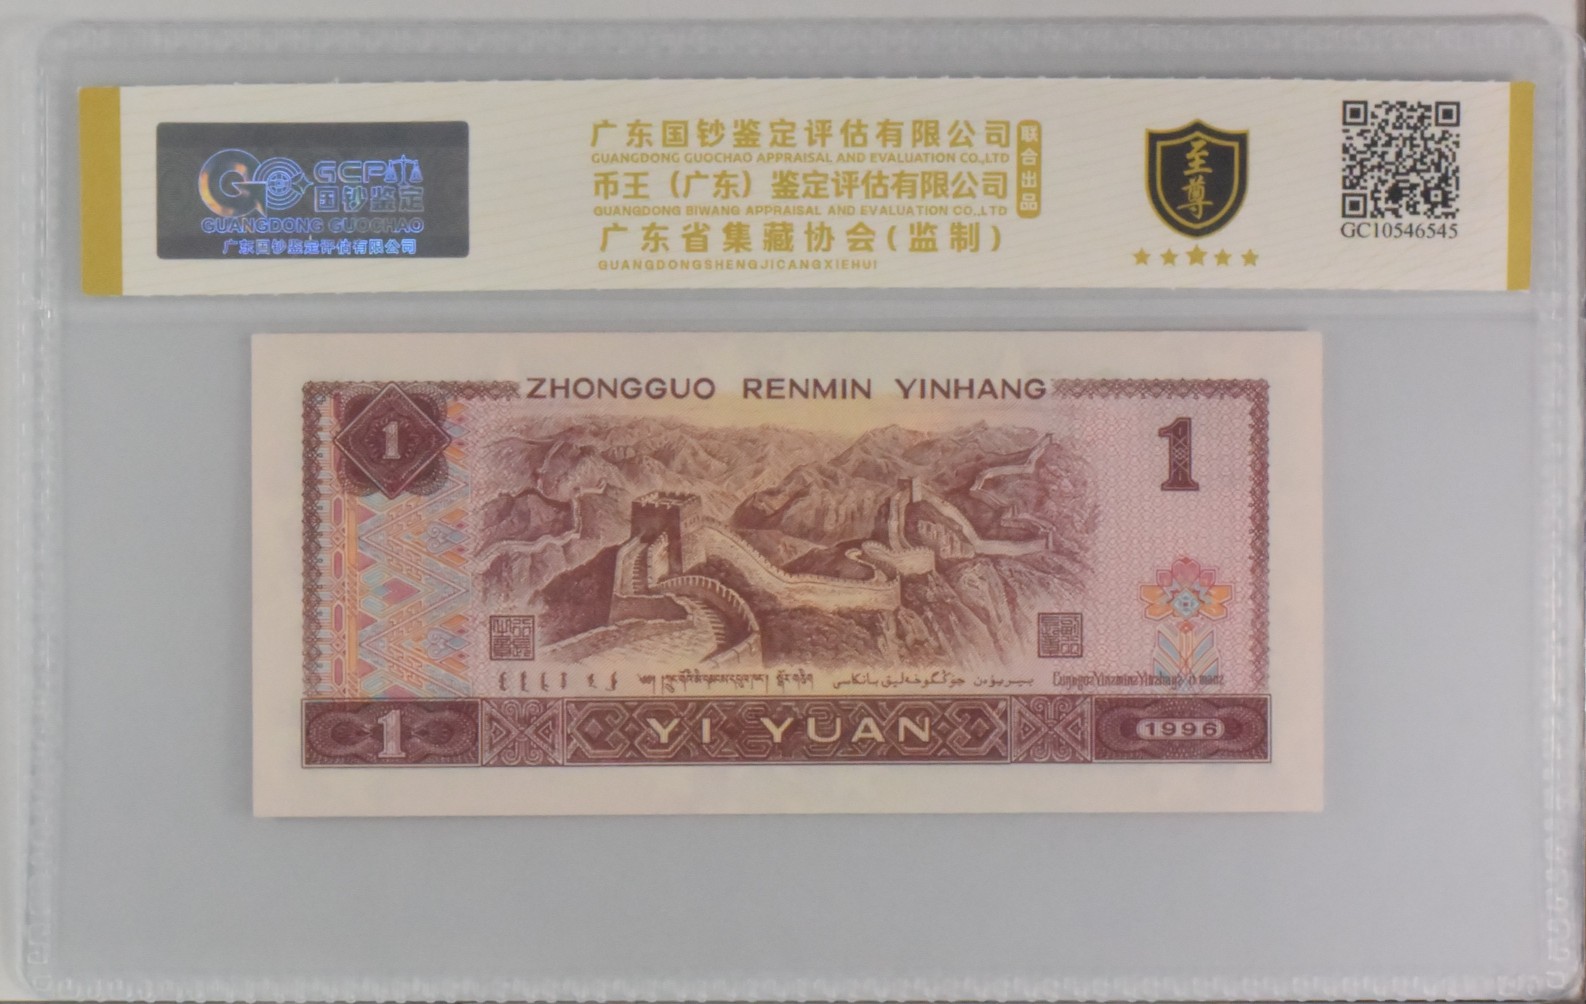 GCP
国钞鉴定
GUANGDONG GUOCHAO
广东国钞鉴定评估有限公司
广东国钞鉴定评估有限公司
GUANGDONG GUOCHAO APPRAISAL AND EVALUATION CO.,LTD
币王（广东）鉴定评估有限公司
GUANGDONG BIWANG APPRAISAL AND EVALUATION CO.,LTD
广东省集藏协会(监制)
GUANGDONGSHENGJICANGXIEHUI
联合出品
至尊
GC10546545
ZHONGGUO RENMIN YINHANG
1
1
1
YI YUAN
1996